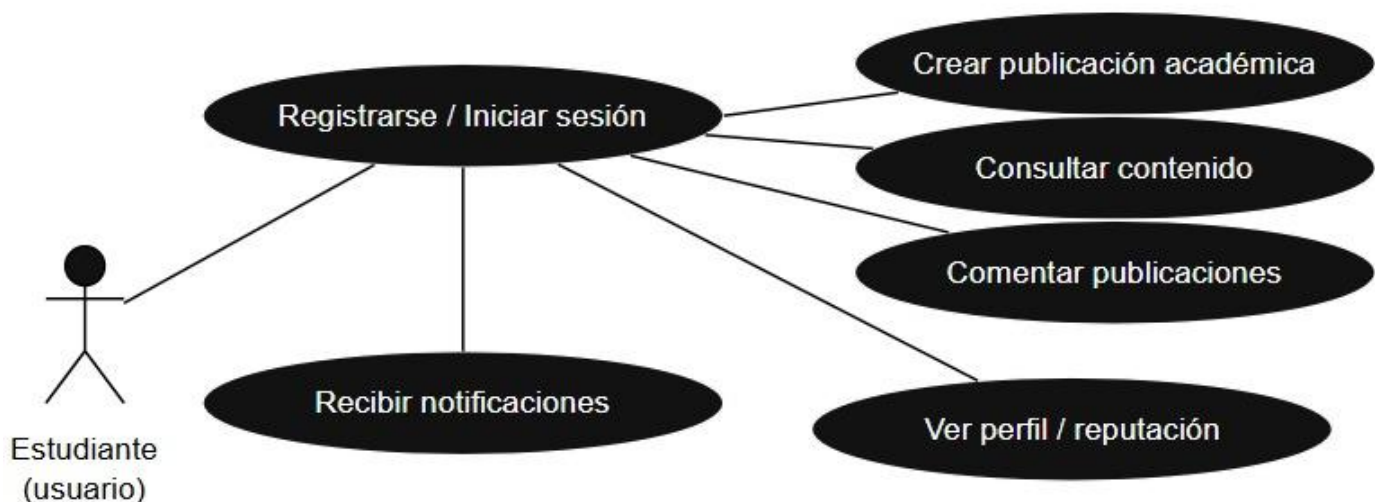 Crear publicación académica
Registrarse / Iniciar sesión
Consultar contenido
Comentar publicaciones
Recibir notificaciones
Ver perfil / reputación
Estudiante
(usuario)